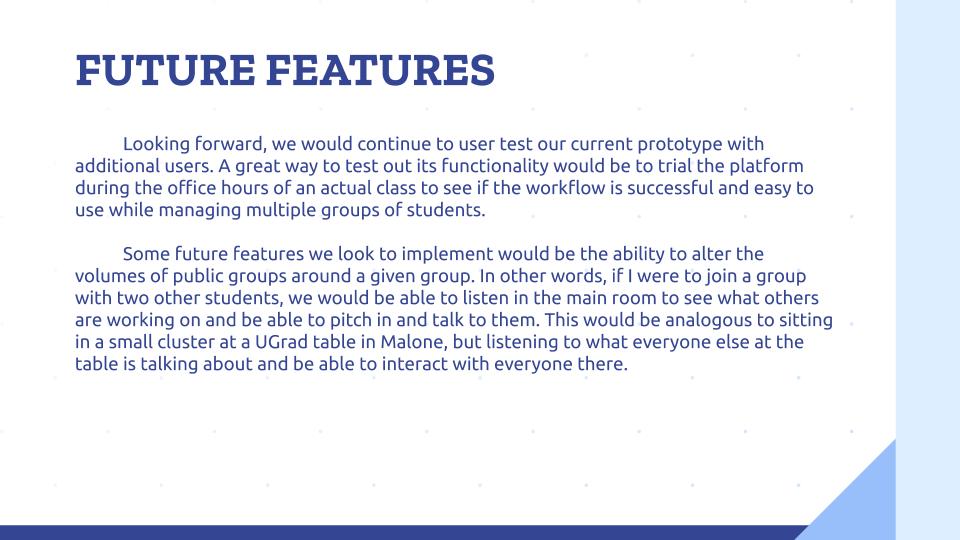 FUTURE FEATURES
Looking forward, we would continue to user test our current prototype with
additional users. A great way to test out its functionality would be to trial the platform
during the office hours of an actual class to see if the workflow is successful and easy to
use while managing multiple groups of students.
Some future features we look to implement would be the ability to alter the
volumes of public groups around a given group. In other words, if I were to join a group
with two other students, we would be able to listen in the main room to see what others
are working on and be able to pitch in and talk to them. This would be analogous to sitting
in a small cluster at a UGrad table in Malone, but listening to what everyone else at the
table is talking about and be able to interact with everyone there.